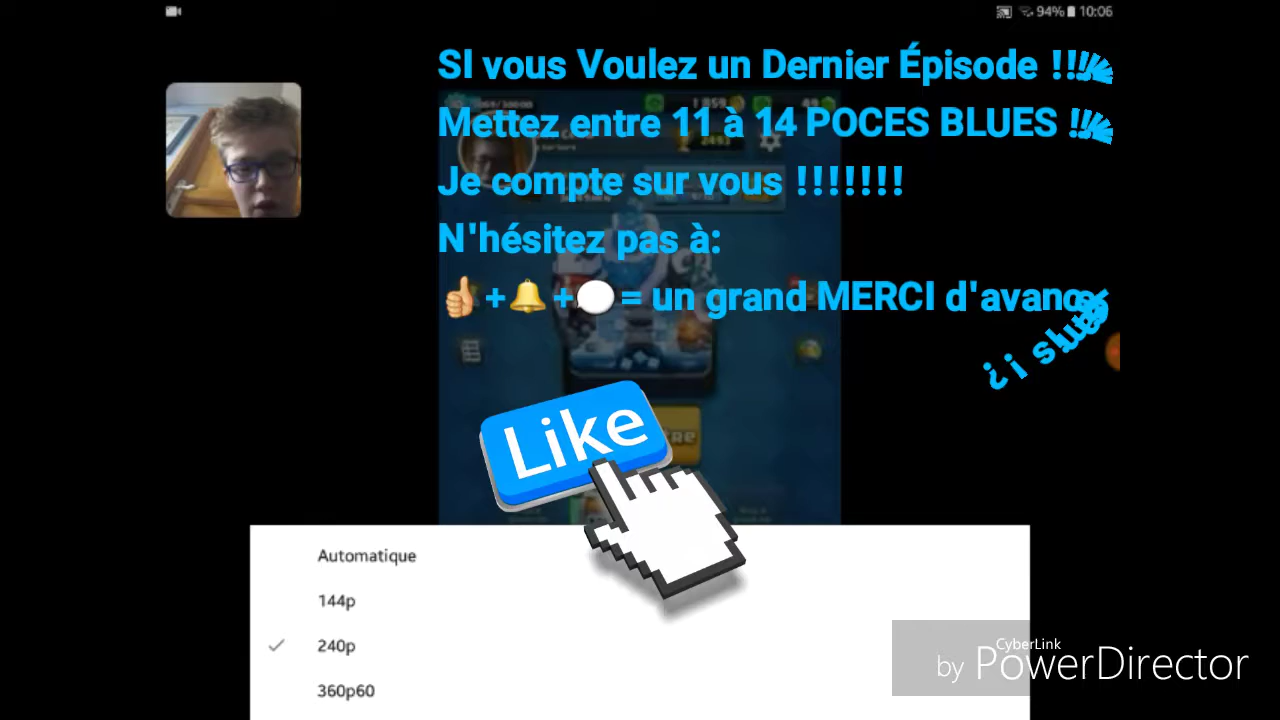 94% 10:06
SI vous Voulez un Dernier Épisode !!!
Mettez entre 11 à 14 POCES BLUES !!!
Je compte sur vous !!!!!!!
N'hésitez pas à:
👍+🔔+💬= un grand MERCI d'avance
Like
Automatique
144p
240p
360p60
CyberLink
by PowerDirector